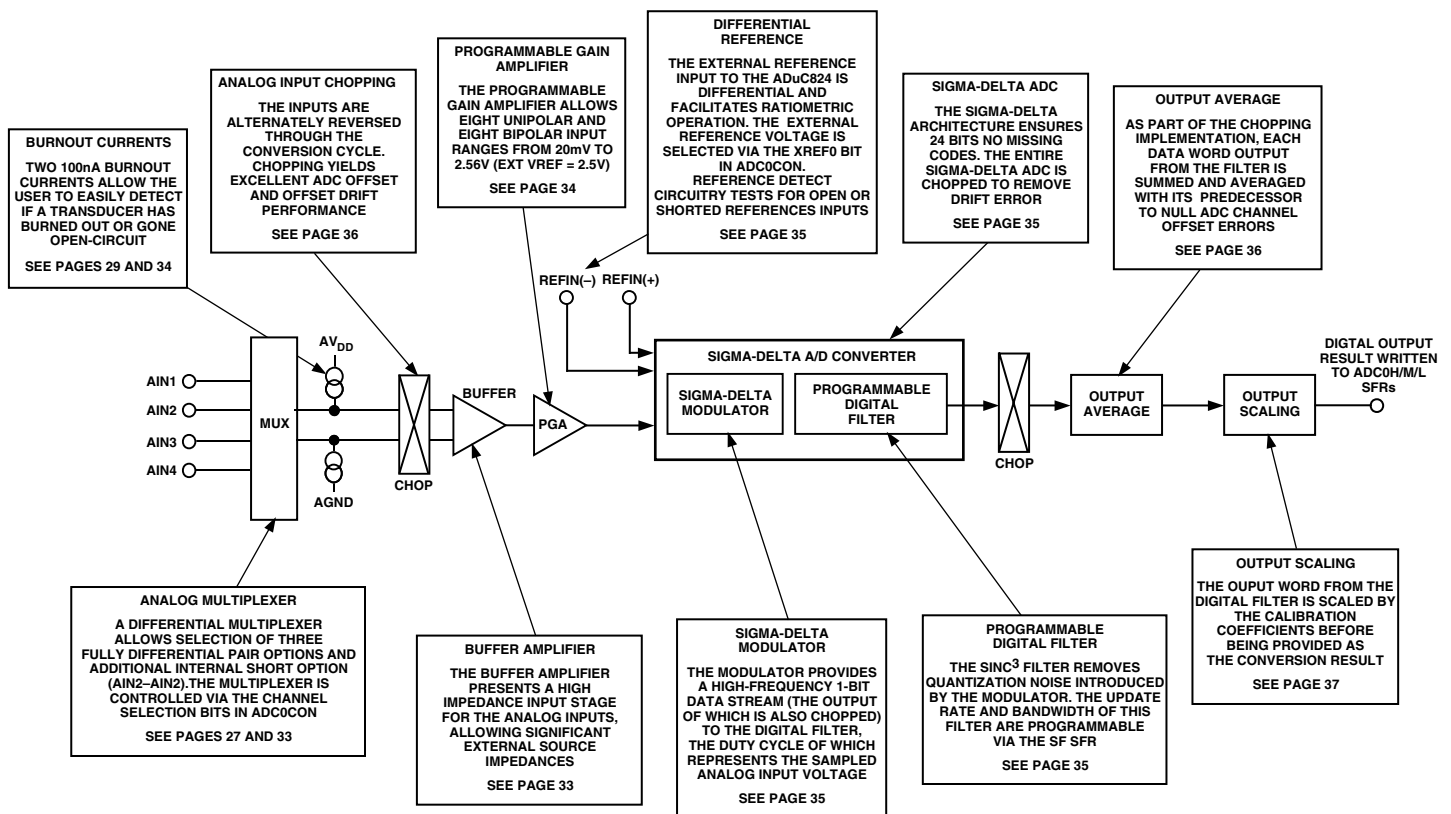 DIFFERENTIAL
REFERENCE
THE EXTERNAL REFERENCE
INPUT TO THE ADuC824 IS
DIFFERENTIAL AND
FACILITATES RATIOMETRIC
OPERATION. THE EXTERNAL
REFERENCE VOLTAGE IS
SELECTED VIA THE XREF0 BIT
IN ADC0CON.
REFERENCE DETECT
CIRCUITRY TESTS FOR OPEN OR
SHORTED REFERENCES INPUTS
SEE PAGE 35
PROGRAMMABLE GAIN
AMPLIFIER
THE PROGRAMMABLE
GAIN AMPLIFIER ALLOWS
EIGHT UNIPOLAR AND
EIGHT BIPOLAR INPUT
RANGES FROM 20mV TO
2.56V (EXT VREF = 2.5V)
SEE PAGE 34
ANALOG INPUT CHOPPING
THE INPUTS ARE
ALTERNATELY REVERSED
THROUGH THE
CONVERSION CYCLE.
CHOPPING YIELDS
EXCELLENT ADC OFFSET
AND OFFSET DRIFT
PERFORMANCE
SEE PAGE 36
SIGMA-DELTA ADC
THE SIGMA-DELTA
ARCHITECTURE ENSURES
24 BITS NO MISSING
CODES. THE ENTIRE
SIGMA-DELTA ADC IS
CHOPPED TO REMOVE
DRIFT ERROR
SEE PAGE 35
OUTPUT AVERAGE
AS PART OF THE CHOPPING
IMPLEMENTATION, EACH
DATA WORD OUTPUT
FROM THE FILTER IS
SUMMED AND AVERAGED
WITH ITS PREDECESSOR
TO NULL ADC CHANNEL
OFFSET ERRORS
SEE PAGE 36
BURNOUT CURRENTS
TWO 100nA BURNOUT
CURRENTS ALLOW THE
USER TO EASILY DETECT
IF A TRANSDUCER HAS
BURNED OUT OR GONE
OPEN-CIRCUIT
SEE PAGES 29 AND 34
REFIN(–) REFIN(+)
AVDD
AIN1
AIN2
AIN3
AIN4
MUX
AGND
CHOP
BUFFER
PGA
SIGMA-DELTA A/D CONVERTER
SIGMA-DELTA
MODULATOR
PROGRAMMABLE
DIGITAL
FILTER
CHOP
OUTPUT
AVERAGE
OUTPUT
SCALING
DIGTAL OUTPUT
RESULT WRITTEN
TO ADC0H/M/L
SFRs
ANALOG MULTIPLEXER
A DIFFERENTIAL MULTIPLEXER
ALLOWS SELECTION OF THREE
FULLY DIFFERENTIAL PAIR OPTIONS AND
ADDITIONAL INTERNAL SHORT OPTION
(AIN2–AIN2).THE MULTIPLEXER IS
CONTROLLED VIA THE CHANNEL
SELECTION BITS IN ADC0CON
SEE PAGES 27 AND 33
BUFFER AMPLIFIER
THE BUFFER AMPLIFIER
PRESENTS A HIGH
IMPEDANCE INPUT STAGE
FOR THE ANALOG INPUTS,
ALLOWING SIGNIFICANT
EXTERNAL SOURCE
IMPEDANCES
SEE PAGE 33
SIGMA-DELTA
MODULATOR
THE MODULATOR PROVIDES
A HIGH-FREQUENCY 1-BIT
DATA STREAM (THE OUTPUT
OF WHICH IS ALSO CHOPPED)
TO THE DIGITAL FILTER,
THE DUTY CYCLE OF WHICH
REPRESENTS THE SAMPLED
ANALOG INPUT VOLTAGE
SEE PAGE 35
PROGRAMMABLE
DIGITAL FILTER
THE SINC3 FILTER REMOVES
QUANTIZATION NOISE INTRODUCED
BY THE MODULATOR. THE UPDATE
RATE AND BANDWIDTH OF THIS
FILTER ARE PROGRAMMABLE
VIA THE SF SFR
SEE PAGE 35
OUTPUT SCALING
THE OUPUT WORD FROM THE
DIGITAL FILTER IS SCALED BY
THE CALIBRATION
COEFFICIENTS BEFORE
BEING PROVIDED AS
THE CONVERSION RESULT
SEE PAGE 37